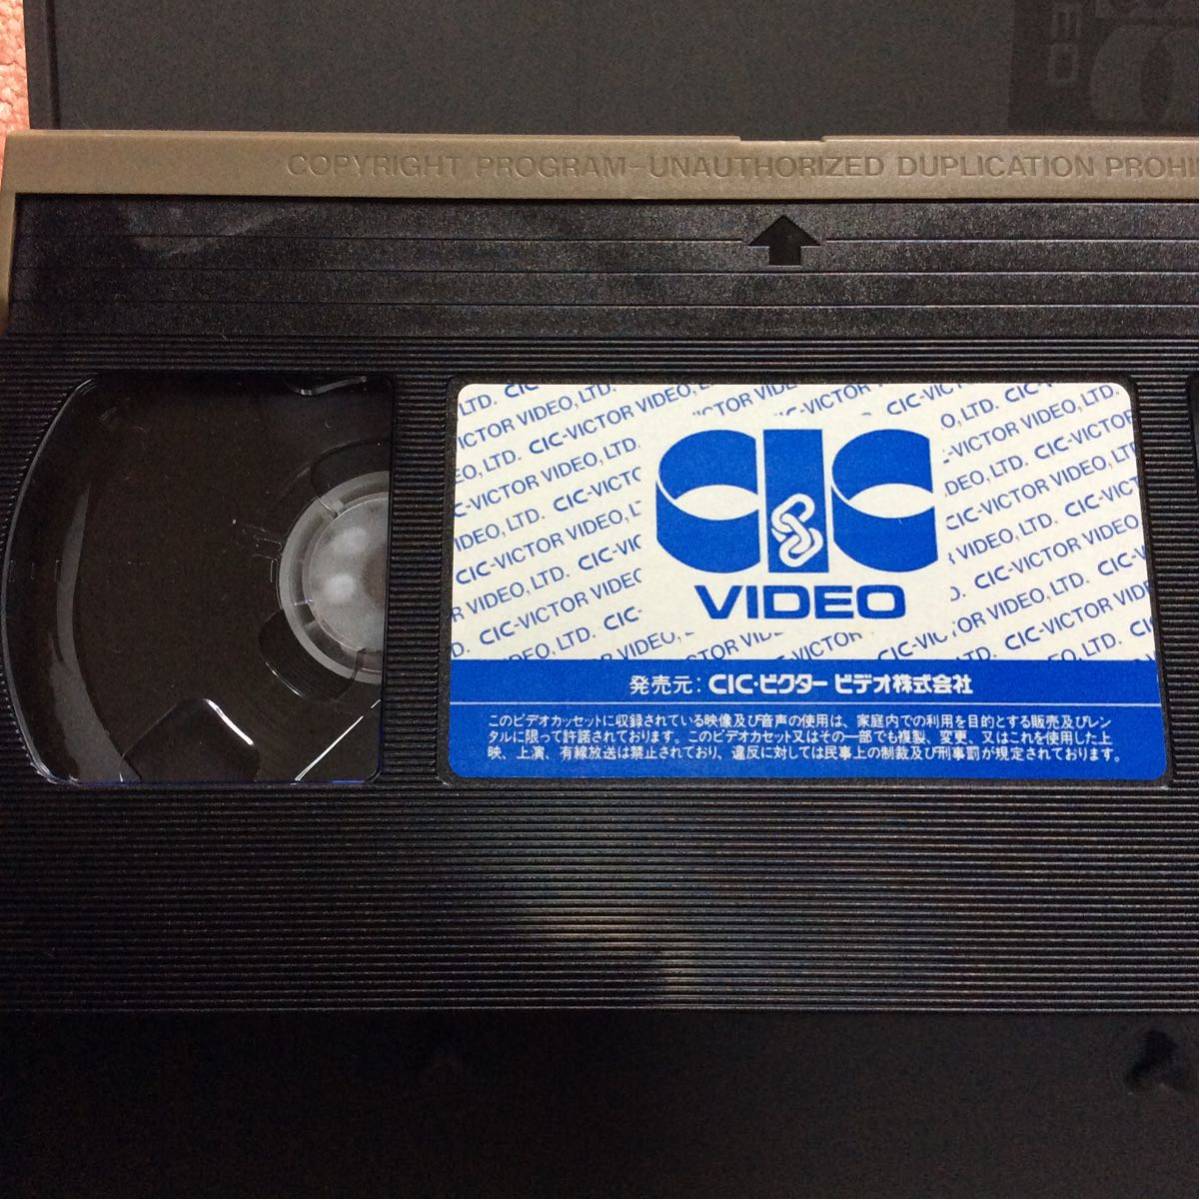 COPYRIGHT PROGRAM-UNAUTHORIZED DUPLICATION PROHI
CIC
VIDEO
発売元: CIC・ビクター ビデオ株式会社
このビデオカッセットに収録されている映像及び音声の使用は、家庭内での利用を目的とする販売及びレン
タルに限って許諾されております。このビデオカセット又はその一部でも複製、変更、又はこれを使用した上
映、上演、有線放送は禁止されており、違反に対しては民事上の制裁及び刑事罰が規定されております。
CIC-VICTOR VIDEO, LTD.